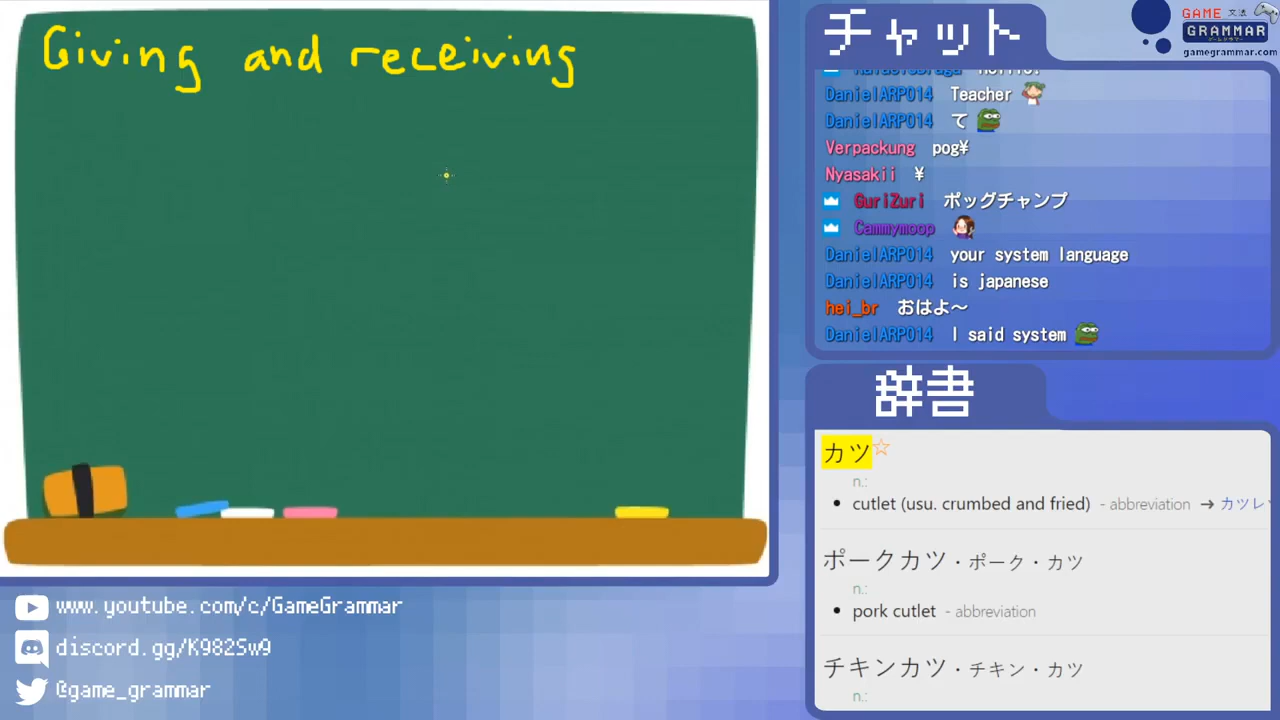 Giving and receiving
www.youtube.com/c/GameGrammar
discord.gg/K982Sw9
@game_grammar
チャット
GAME 文法
GRAMMAR
gamegrammar.com
DanielARP014 Teacher
DanielARP014 て
Verpackung pog¥
Nyasakii ¥
GuriZuri ポッグチャンプ
Cammymoop
DanielARP014 your system language
DanielARP014 is japanese
hei_br おはよ～
DanielARP014 I said system
辞書
カツ☆
n.:
• cutlet (usu. crumbed and fried) - abbreviation → カツレ
ポークカツ・ポーク・カツ
n.:
• pork cutlet - abbreviation
チキンカツ・チキン・カツ
n.: